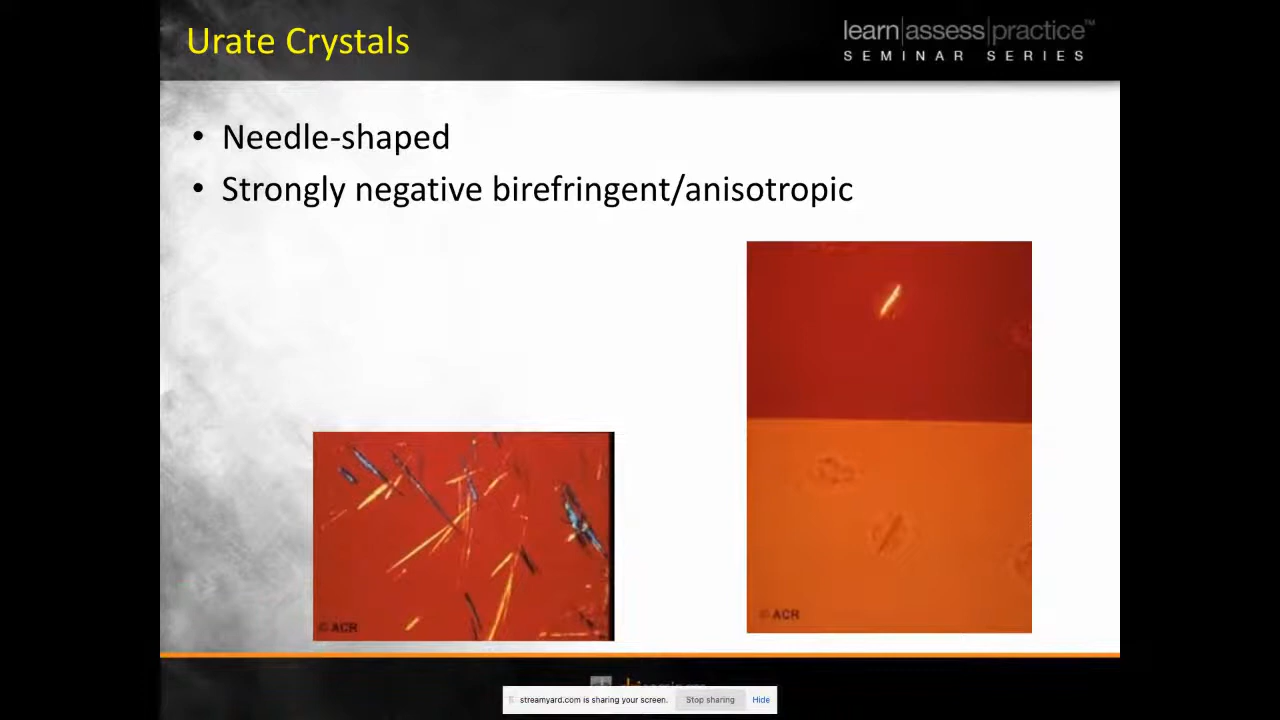 Urate Crystals
learn|assess|practice™
SEMINAR SERIES
• Needle-shaped
• Strongly negative birefringent/anisotropic
© ACR
© ACR
streamyard.com is sharing your screen. Stop sharing Hide